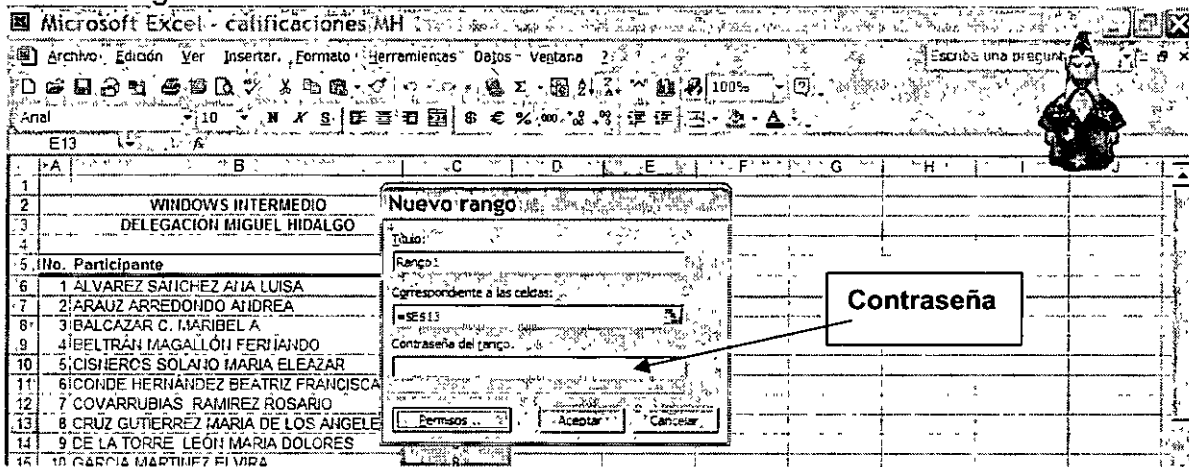 Microsoft Excel - calificaciones MH
Archivo Edición Ver Insertar Formato Herramientas Datos Ventana ? Escriba una pregunta
100%
Arial 10 N K S $ € % 000
E13
A B C D E F G H I J
1
2 WINDOWS INTERMEDIO
3 DELEGACION MIGUEL HIDALGO
4
5 No. Participante
6 1 ALVAREZ SANCHEZ ANA LUISA
7 2 ARAUZ ARREDONDO ANDREA
8 3 BALCAZAR C. MARIBEL A
9 4 BELTRÁN MAGALLÓN FERNANDO
10 5 CISNEROS SOLANO MARIA ELEAZAR
11 6 CONDE HERNÁNDEZ BEATRIZ FRANCISCA
12 7 COVARRUBIAS RAMIREZ ROSARIO
13 8 CRUZ GUTIERREZ MARIA DE LOS ANGELE
14 9 DE LA TORRE LEÓN MARIA DOLORES
15 10 GARCIA MARTINEZ ELVIRA
Nuevo rango
Título:
Rango1
Correspondiente a las celdas:
=$E$13
Contraseña del rango:
Permisos...
Aceptar
Cancelar
Contraseña